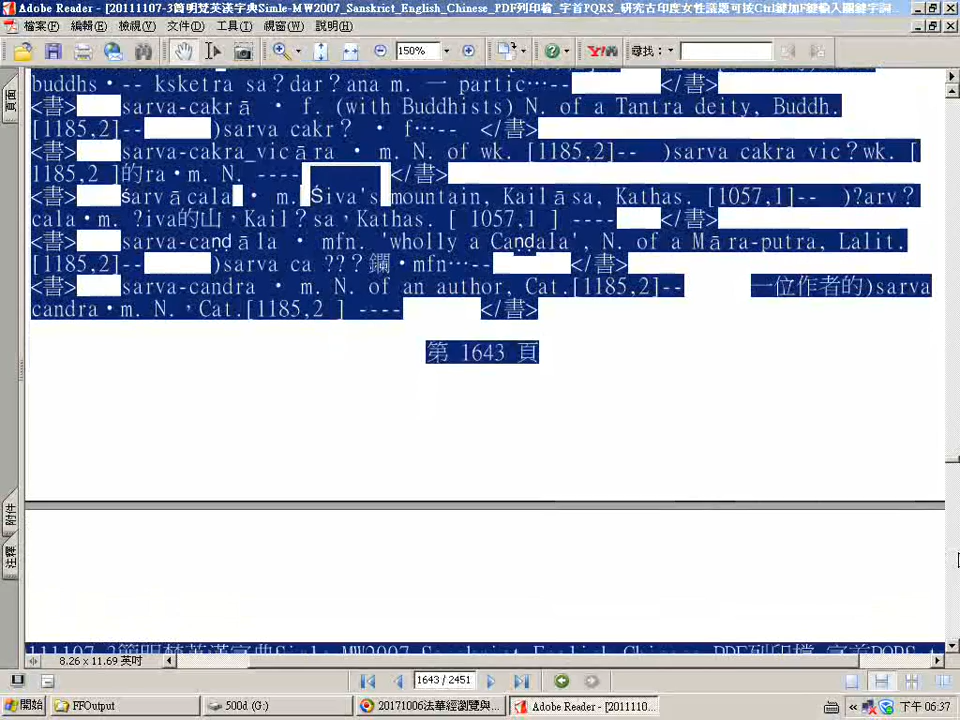 Adobe Reader - [20111107-3簡明梵英漢字典Simle-MW2007_Sanskrict_English_Chinese_PDF列印檔_字首PQRS_研究古印度女性議題可按Ctrl鍵加F鍵輸入關鍵字詞
檔案(F) 編輯(E) 檢視(V) 文件(D) 工具(T) 視窗(W) 說明(H)
150% Y! 尋找:
頁面
buddhs・-- ksketra sa?dar?ana m. 一 partic…-- </書>
<書> sarva-cakrā ・ f. (with Buddhists) N. of a Tantra deity, Buddh.
[1185,2]-- )sarva cakr? ・ f…-- </書>
<書> sarva-cakra_vicāra ・ m. N. of wk. [1185,2]-- )sarva cakra vic?wk. [
1185,2 ]的ra・m. N. ---- </書>
<書> śarvācala ・ m. Śiva's mountain, Kailāsa, Kathas. [1057,1]-- )?arv?
cala・m. ?iva的山,Kail?sa,Kathas. [ 1057,1 ] ---- </書>
<書> sarva-caṇḍāla ・ mfn. 'wholly a Caṇḍala', N. of a Māra-putra, Lalit.
[1185,2]-- )sarva ca ???鑭・mfn…-- </書>
<書> sarva-candra ・ m. N. of an author, Cat.[1185,2]-- 一位作者的)sarva
candra・m. N.,Cat.[1185,2 ] ---- </書>
第 1643 頁
附件
註釋
8.26 x 11.69 英吋
1643 / 2451
開始 FFOutput 500d (G:) 20171006法華經瀏覽與... Adobe Reader - [2011110... 下午 06:37